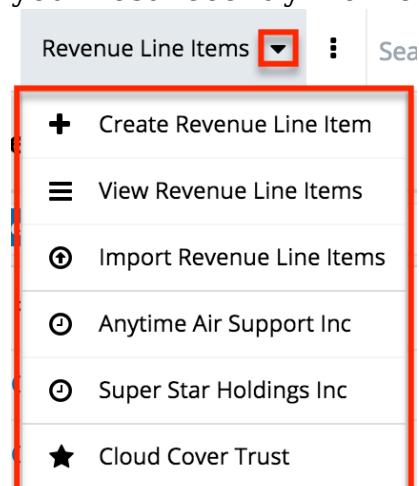 Revenue Line Items
Create Revenue Line Item
View Revenue Line Items
Import Revenue Line Items
Anytime Air Support Inc
Super Star Holdings Inc
Cloud Cover Trust